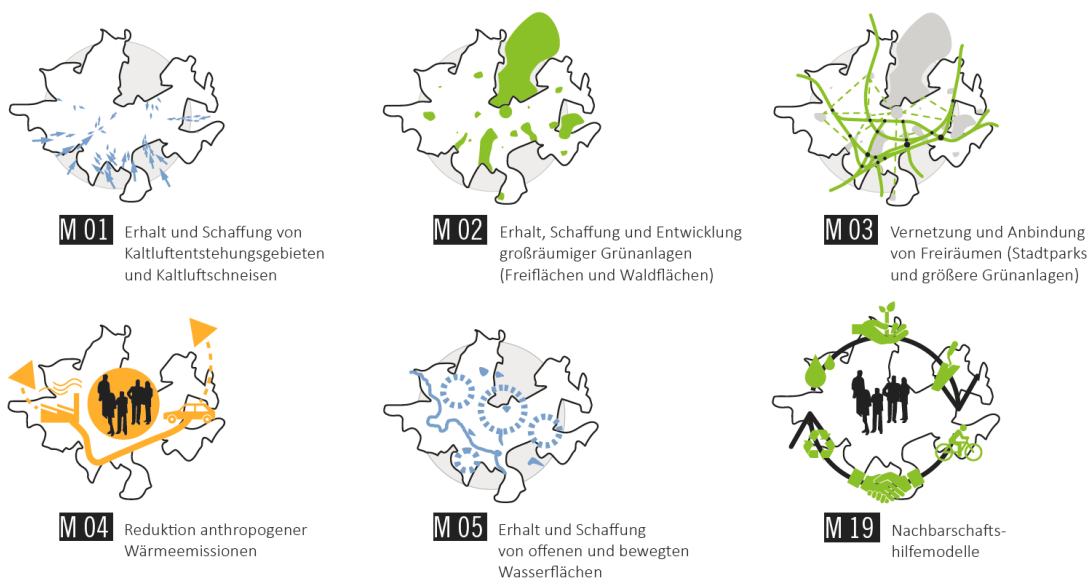 M 01
Erhalt und Schaffung von
Kaltluftentstehungsgebieten
und Kaltluftschneisen
M 02
Erhalt, Schaffung und Entwicklung
großräumiger Grünanlagen
(Freiflächen und Waldflächen)
M 03
Vernetzung und Anbindung
von Freiräumen (Stadtparks
und größere Grünanlagen)
M 04
Reduktion anthropogener
Wärmeemissionen
M 05
Erhalt und Schaffung
von offenen und bewegten
Wasserflächen
M 19
Nachbarschafts-
hilfemodelle